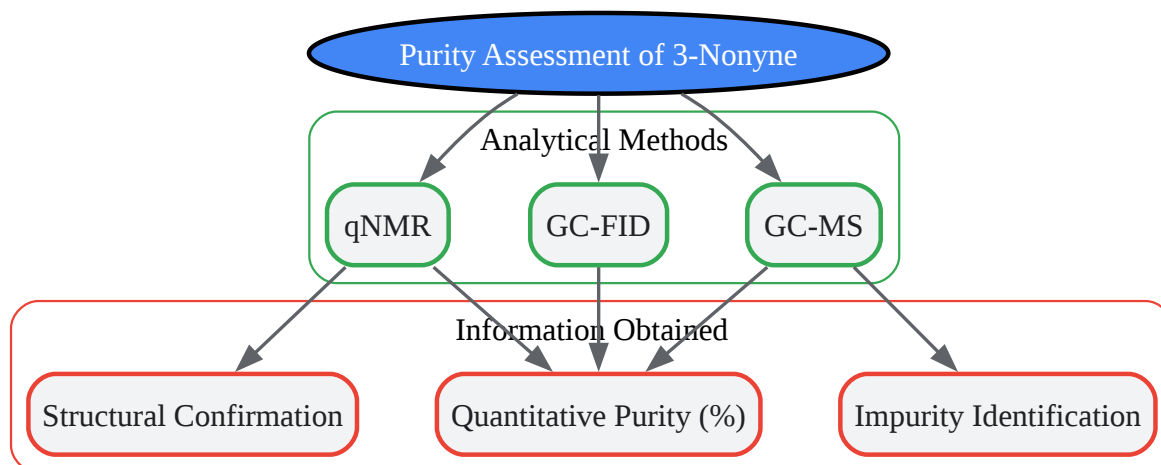 Purity Assessment of 3-Nonyne
Analytical Methods
qNMR
GC-FID
GC-MS
Information Obtained
Structural Confirmation
Quantitative Purity (%)
Impurity Identification